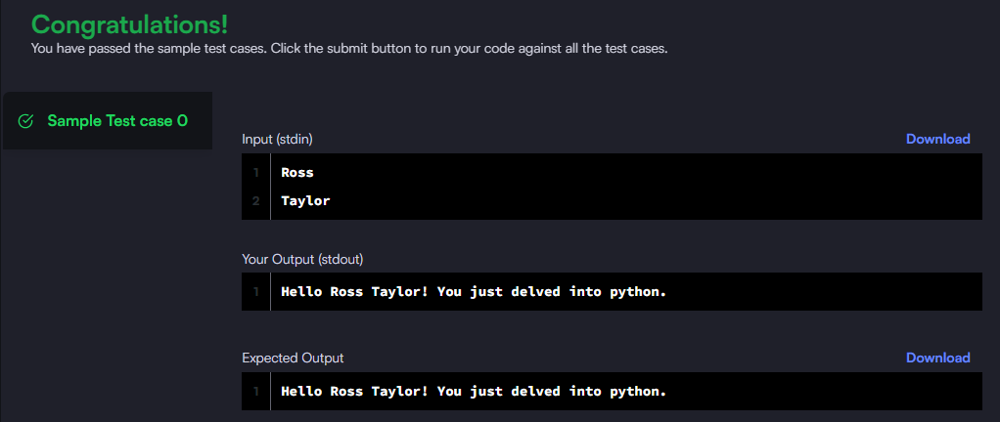 Congratulations!
You have passed the sample test cases. Click the submit button to run your code against all the test cases.
Sample Test case 0
Input (stdin)
Download
1 Ross
2 Taylor
Your Output (stdout)
1 Hello Ross Taylor! You just delved into python.
Expected Output
Download
1 Hello Ross Taylor! You just delved into python.